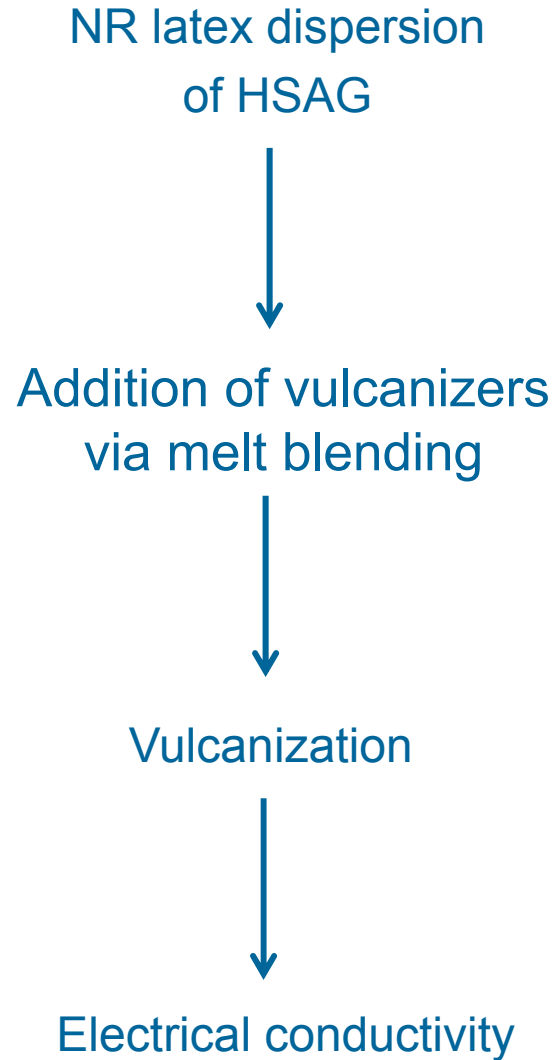 NR latex dispersion
of HSAG
Addition of vulcanizers
via melt blending
Vulcanization
Electrical conductivity